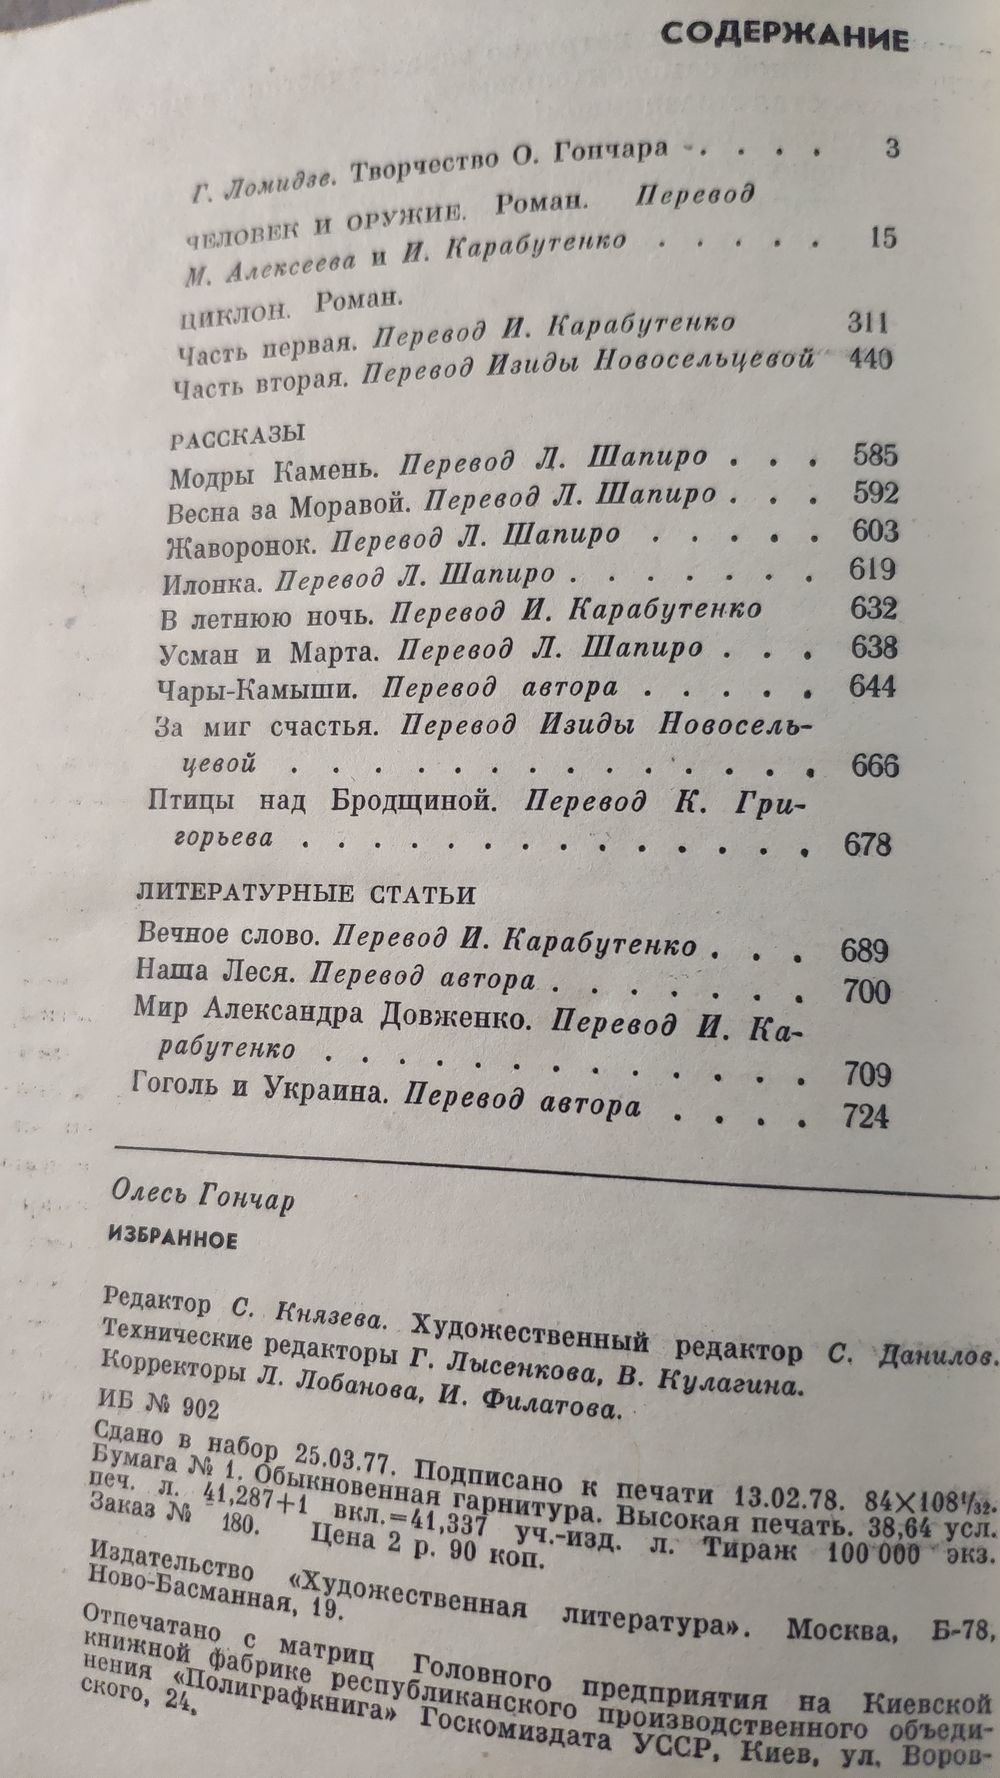 СОДЕРЖАНИЕ
Г. Ломидзе. Творчество О. Гончара . . . . 3
ЧЕЛОВЕК И ОРУЖИЕ. Роман. Перевод
М. Алексеева и И. Карабутенко . . . . . 15
ЦИКЛОН. Роман.
Часть первая. Перевод И. Карабутенко 311
Часть вторая. Перевод Изиды Новосельцевой 440
РАССКАЗЫ
Модры Камень. Перевод Л. Шапиро . . . 585
Весна за Моравой. Перевод Л. Шапиро . . . 592
Жаворонок. Перевод Л. Шапиро . . . . . 603
Илонка. Перевод Л. Шапиро . . . . . . . 619
В летнюю ночь. Перевод И. Карабутенко 632
Усман и Марта. Перевод Л. Шапиро . . . 638
Чары-Камыши. Перевод автора . . . . . 644
За миг счастья. Перевод Изиды Новосель-
цевой . . . . . . . . . . . . . . 666
Птицы над Бродщиной. Перевод К. Гри-
горьева . . . . . . . . . . . . . . 678
ЛИТЕРАТУРНЫЕ СТАТЬИ
Вечное слово. Перевод И. Карабутенко . . . 689
Наша Леся. Перевод автора . . . . . . . 700
Мир Александра Довженко. Перевод И. Ка-
рабутенко . . . . . . . . . . . . . 709
Гоголь и Украина. Перевод автора . . . . 724
Олесь Гончар
ИЗБРАННОЕ
Редактор С. Князева. Художественный редактор С. Данилов.
Технические редакторы Г. Лысенкова, В. Кулагина.
Корректоры Л. Лобанова, И. Филатова.
ИБ № 902
Сдано в набор 25.03.77. Подписано к печати 13.02.78. 84×108¹/₃₂.
Бумага № 1. Обыкновенная гарнитура. Высокая печать. 38,64 усл.
печ. л. 41,287+1 вкл.=41,337 уч.-изд. л. Тираж 100 000 экз.
Заказ № 180. Цена 2 р. 90 коп.
Издательство «Художественная литература». Москва, Б-78,
Ново-Басманная, 19.
Отпечатано с матриц Головного предприятия на Киевской
книжной фабрике республиканского производственного объеди-
нения «Полиграфкнига» Госкомиздата УССР, Киев, ул. Воров-
ского, 24.